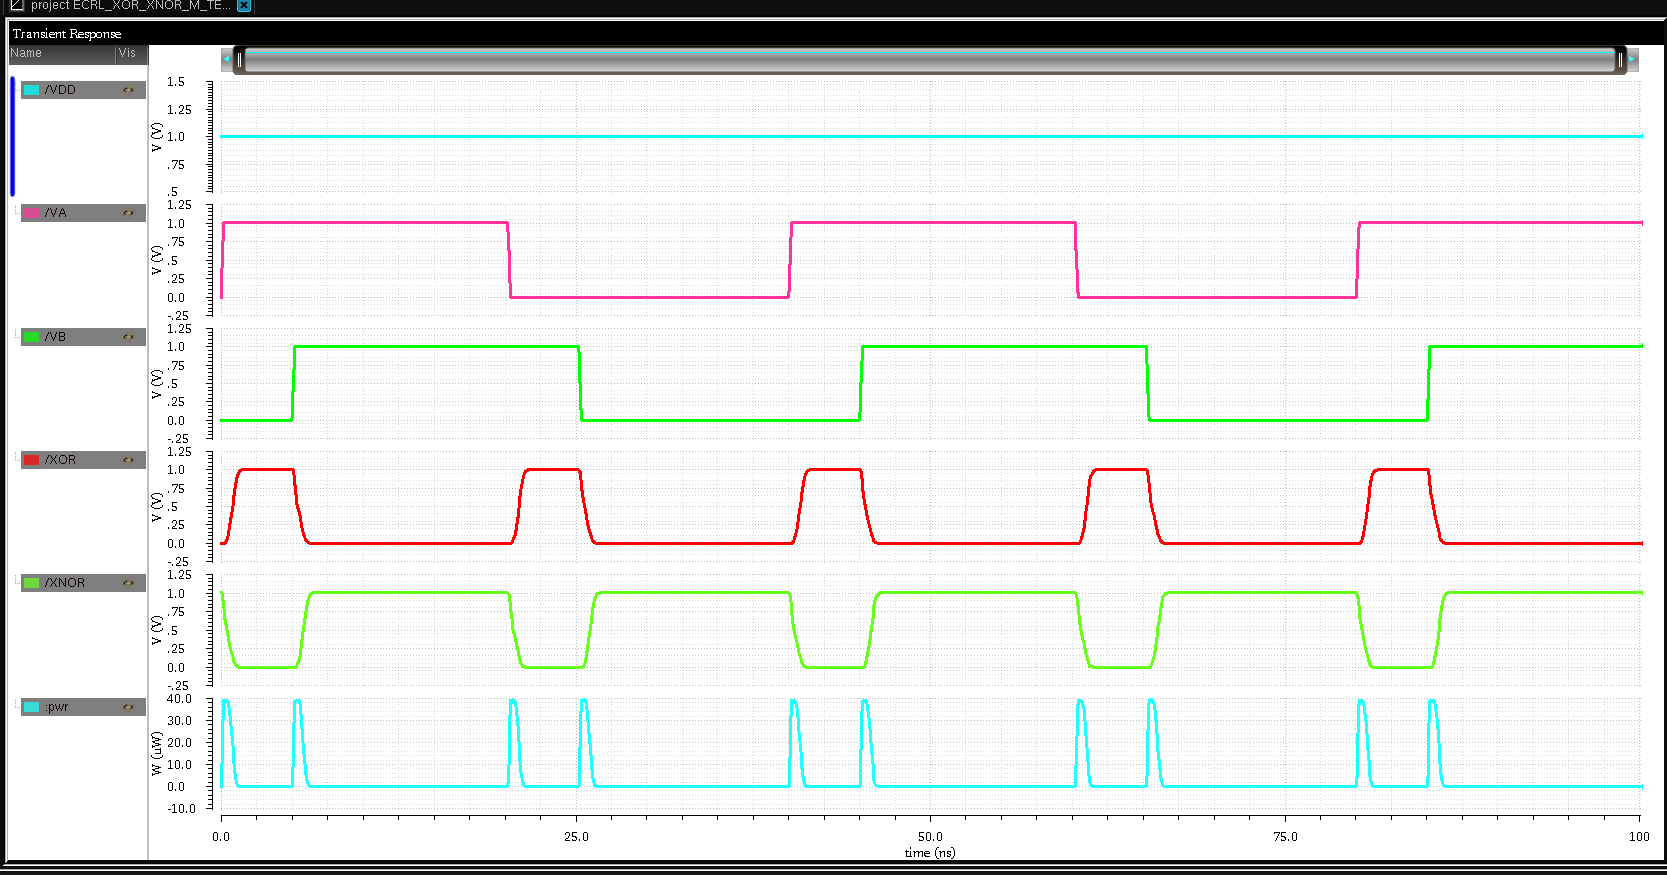 project ECRL_XOR_XNOR_M_TE...
Transient Response
Name Vis
/VDD
V (V)
1.5
1.25
1.0
.75
.5
/VA
V (V)
1.25
1.0
.75
.5
.25
0.0
-.25
/VB
V (V)
1.25
1.0
.75
.5
.25
0.0
-.25
/XOR
V (V)
1.25
1.0
.75
.5
.25
0.0
-.25
/XNOR
V (V)
1.25
1.0
.75
.5
.25
0.0
-.25
:pwr
W (uW)
40.0
30.0
20.0
10.0
0.0
-10.0
0.0 25.0 50.0 75.0 100
time (ns)